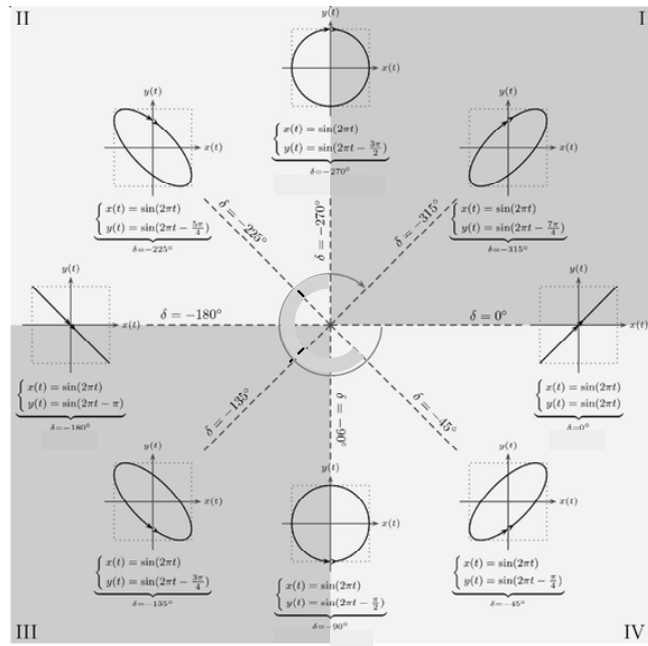 II
I
y(t)
x(t)
x(t) = sin(2πt)
y(t) = sin(2πt − 3π/2)
δ=−270°
y(t)
x(t)
x(t) = sin(2πt)
y(t) = sin(2πt − 5π/4)
δ=−225°
y(t)
x(t)
x(t) = sin(2πt)
y(t) = sin(2πt − 7π/4)
δ=−315°
δ = −225°
δ = −270°
δ = −315°
y(t)
x(t)
x(t) = sin(2πt)
y(t) = sin(2πt − π)
δ=−180°
δ = −180°
δ = 0°
y(t)
x(t)
x(t) = sin(2πt)
y(t) = sin(2πt)
δ=0°
δ = −135°
δ = −90°
δ = −45°
y(t)
x(t)
x(t) = sin(2πt)
y(t) = sin(2πt − 3π/4)
δ=−135°
y(t)
x(t)
x(t) = sin(2πt)
y(t) = sin(2πt − π/2)
δ=−90°
y(t)
x(t)
x(t) = sin(2πt)
y(t) = sin(2πt − π/4)
δ=−45°
III
IV